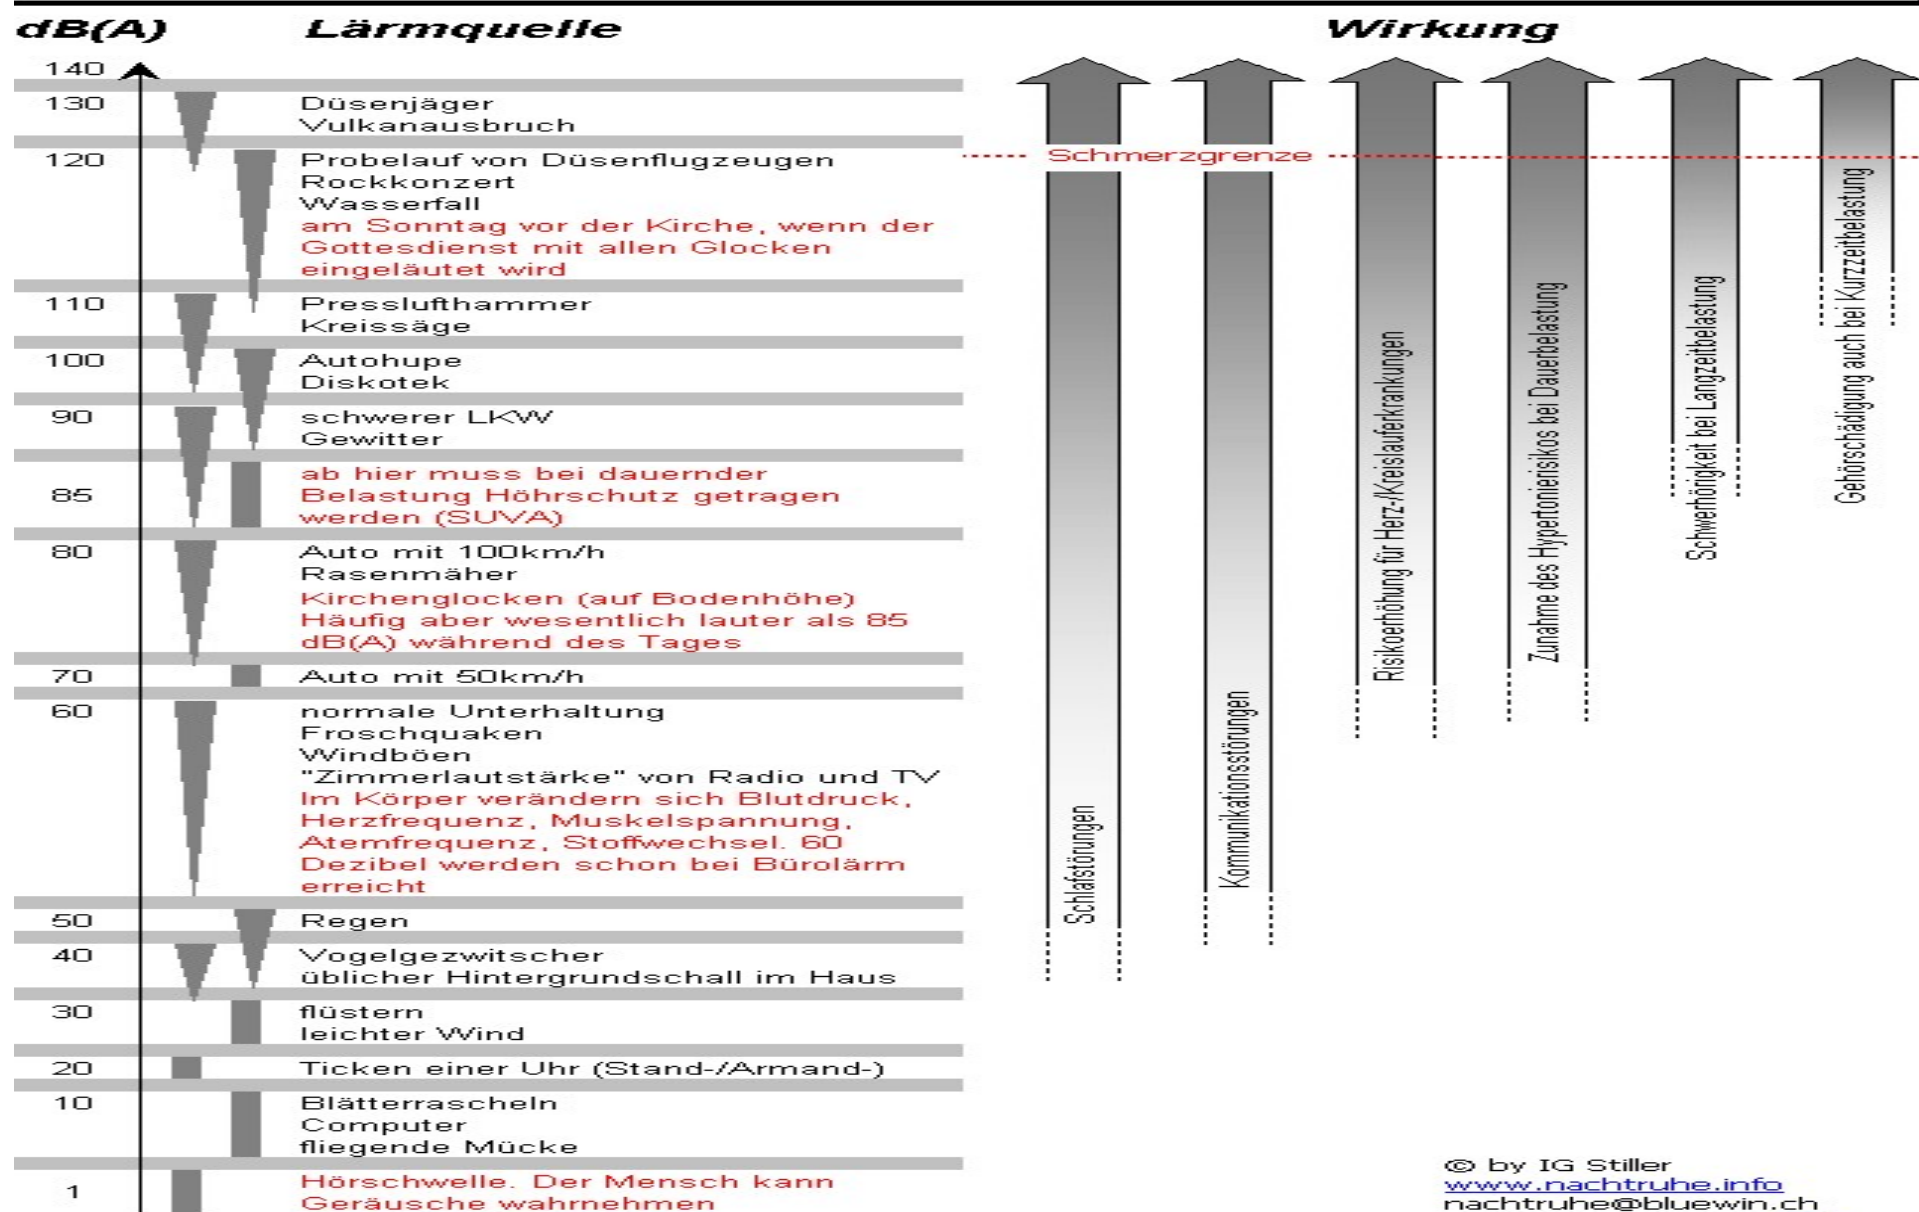 dB(A) Lärmquelle Wirkung
140
130 Düsenjäger
Vulkanausbruch
120 Probelauf von Düsenflugzeugen
Rockkonzert
Wasserfall
am Sonntag vor der Kirche, wenn der
Gottesdienst mit allen Glocken
eingeläutet wird
110 Presslufthammer
Kreissäge
100 Autohupe
Diskotek
90 schwerer LKW
Gewitter
ab hier muss bei dauernder
85 Belastung Höhrschutz getragen
werden (SUVA)
80 Auto mit 100km/h
Rasenmäher
Kirchenglocken (auf Bodenhöhe)
Häufig aber wesentlich lauter als 85
dB(A) während des Tages
70 Auto mit 50km/h
60 normale Unterhaltung
Froschquaken
Windböen
"Zimmerlautstärke" von Radio und TV
Im Körper verändern sich Blutdruck,
Herzfrequenz, Muskelspannung,
Atemfrequenz, Stoffwechsel. 60
Dezibel werden schon bei Bürolärm
erreicht
50 Regen
40 Vogelgezwitscher
üblicher Hintergrundschall im Haus
30 flüstern
leichter Wind
20 Ticken einer Uhr (Stand-/Armand-)
10 Blätterrascheln
Computer
fliegende Mücke
Hörschwelle. Der Mensch kann
1
Geräusche wahrnehmen
Schmerzgrenze
Schlafstörungen
Kommunikationsstörungen
Risikoerhöhung für Herz-/Kreislauferkrankungen
Zunahme des Hypertonierisikos bei Dauerbelastung
Schwerhörigkeit bei Langzeitbelastung
Gehörschädigung auch bei Kurzzeitbelastung
© by IG Stiller
www.nachtruhe.info
nachtruhe@bluewin.ch